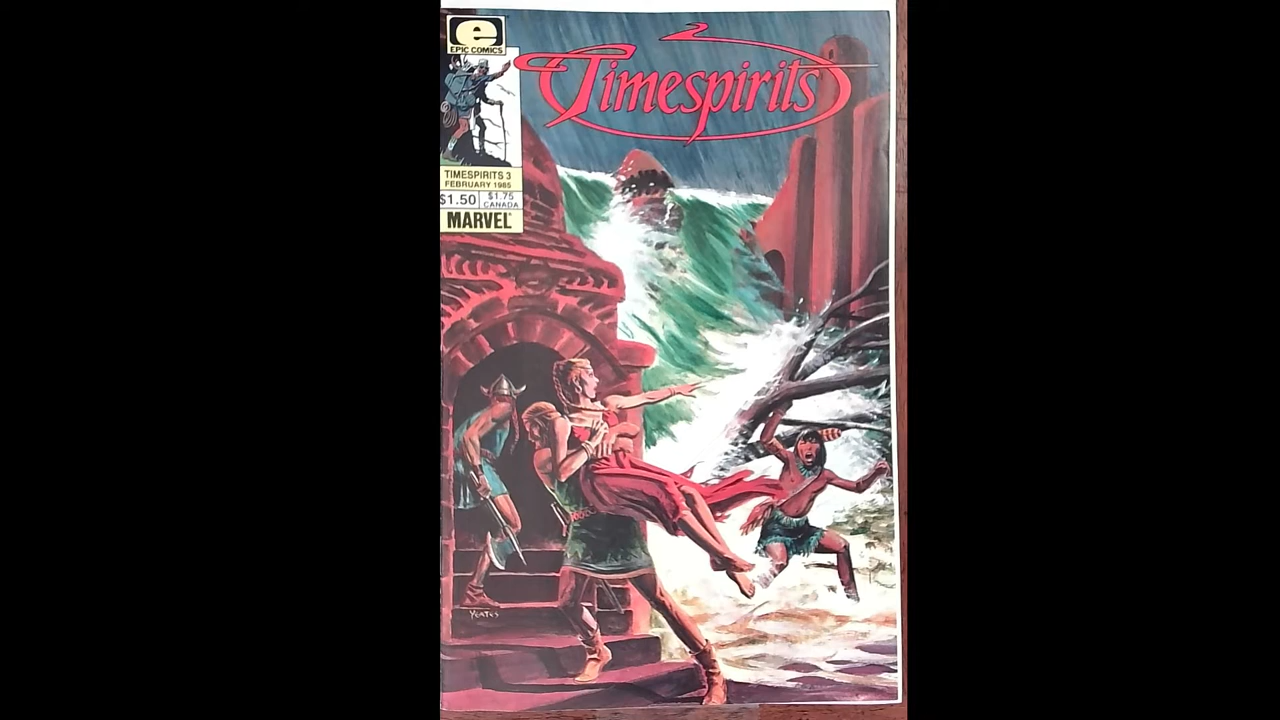 e
EPIC COMICS
Timespirits
TIMESPIRITS 3
FEBRUARY 1985
$1.50 $1.75
CANADA
MARVEL
YEATES